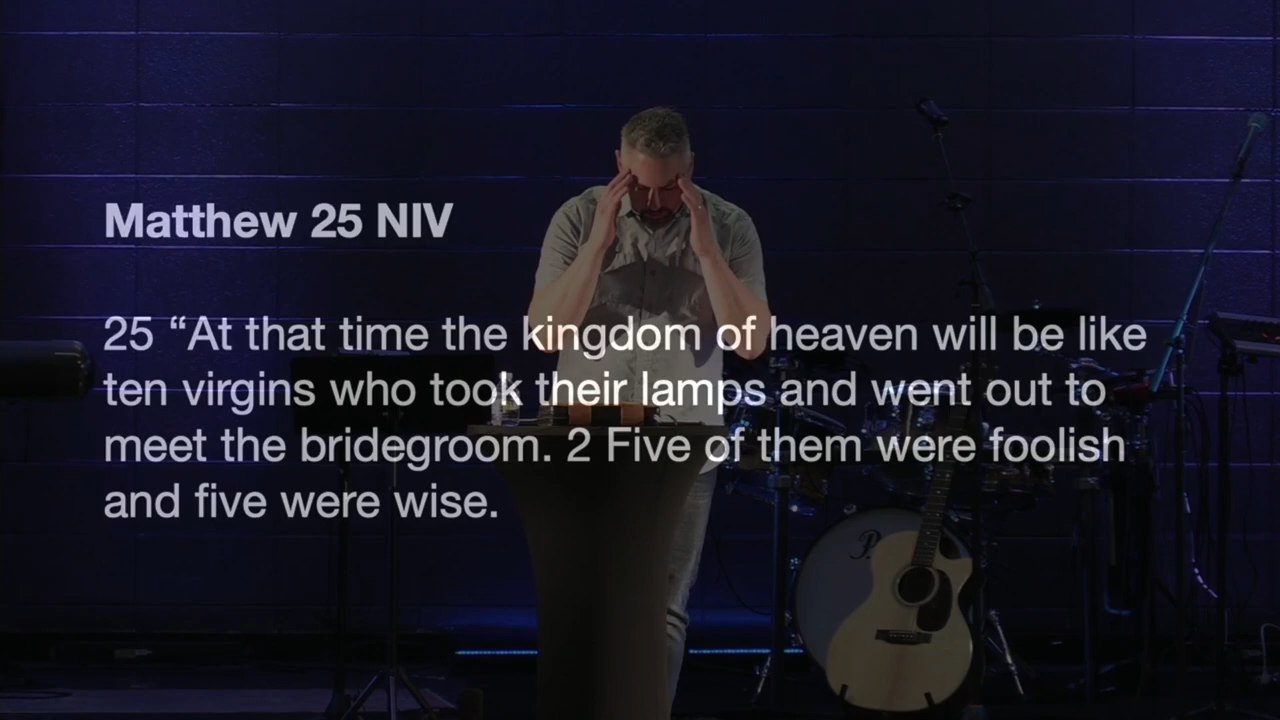 Matthew 25 NIV
25 “At that time the kingdom of heaven will be like
ten virgins who took their lamps and went out to
meet the bridegroom. 2 Five of them were foolish
and five were wise.